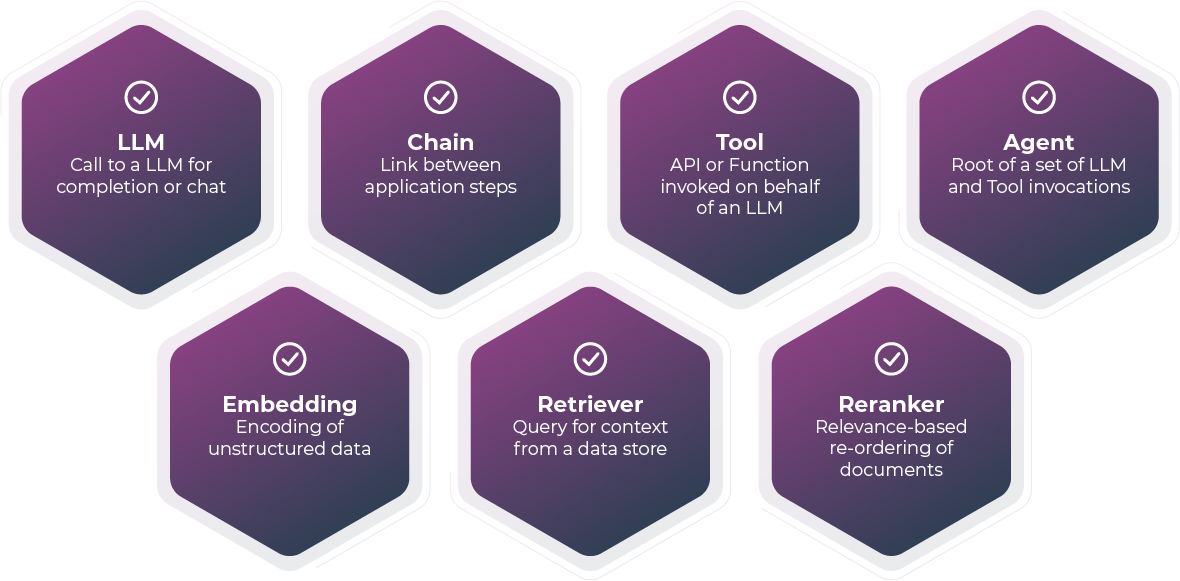 LLM
Call to a LLM for
completion or chat
Chain
Link between
application steps
Tool
API or Function
invoked on behalf
of an LLM
Agent
Root of a set of LLM
and Tool invocations
Embedding
Encoding of
unstructured data
Retriever
Query for context
from a data store
Reranker
Relevance-based
re-ordering of
documents